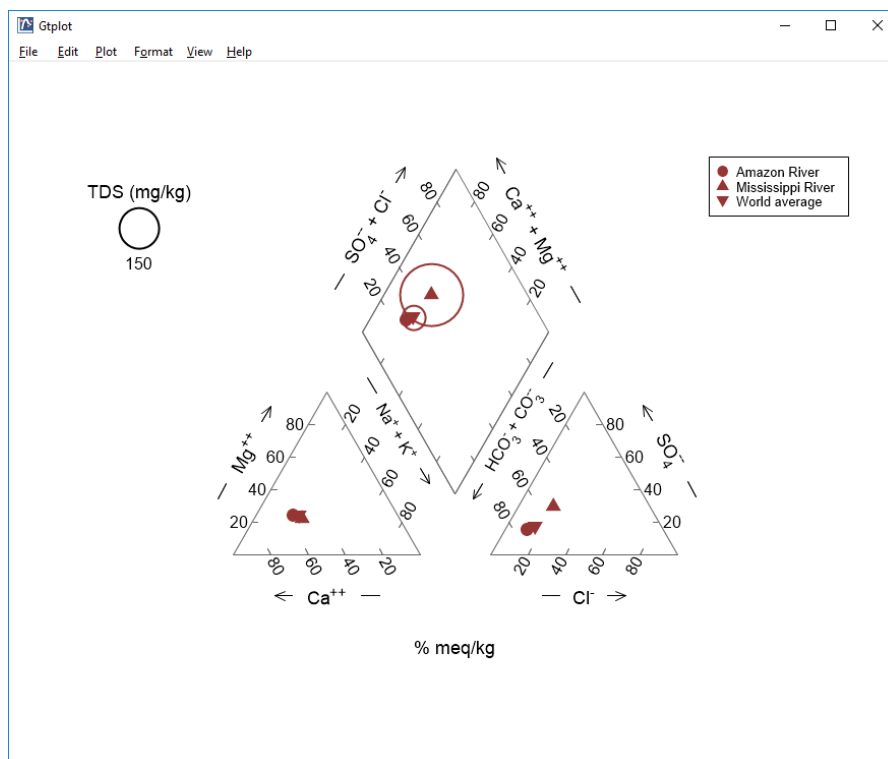 Gtplot
File Edit Plot Format View Help
TDS (mg/kg)
150
Amazon River
Mississippi River
World average
— SO₄⁻⁻ + Cl⁻ →
20 40 60 80
← Ca⁺⁺ + Mg⁺⁺ —
80 60 40 20
— Mg⁺⁺ →
80
60
40
20
— Na⁺ + K⁺ →
20 40 60 80
80 60 40 20
← Ca⁺⁺ —
← HCO₃⁻ + CO₃⁻⁻ —
20
40
60
80
← SO₄⁻⁻ —
80
60
40
20
20 40 60 80
— Cl⁻ →
% meq/kg